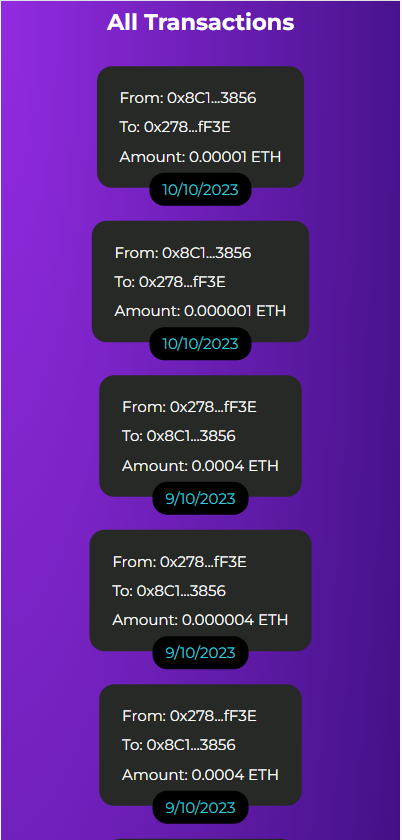 All Transactions
From: 0x8C1...3856
To: 0x278...fF3E
Amount: 0.00001 ETH
10/10/2023
From: 0x8C1...3856
To: 0x278...fF3E
Amount: 0.000001 ETH
10/10/2023
From: 0x278...fF3E
To: 0x8C1...3856
Amount: 0.0004 ETH
9/10/2023
From: 0x278...fF3E
To: 0x8C1...3856
Amount: 0.000004 ETH
9/10/2023
From: 0x278...fF3E
To: 0x8C1...3856
Amount: 0.0004 ETH
9/10/2023